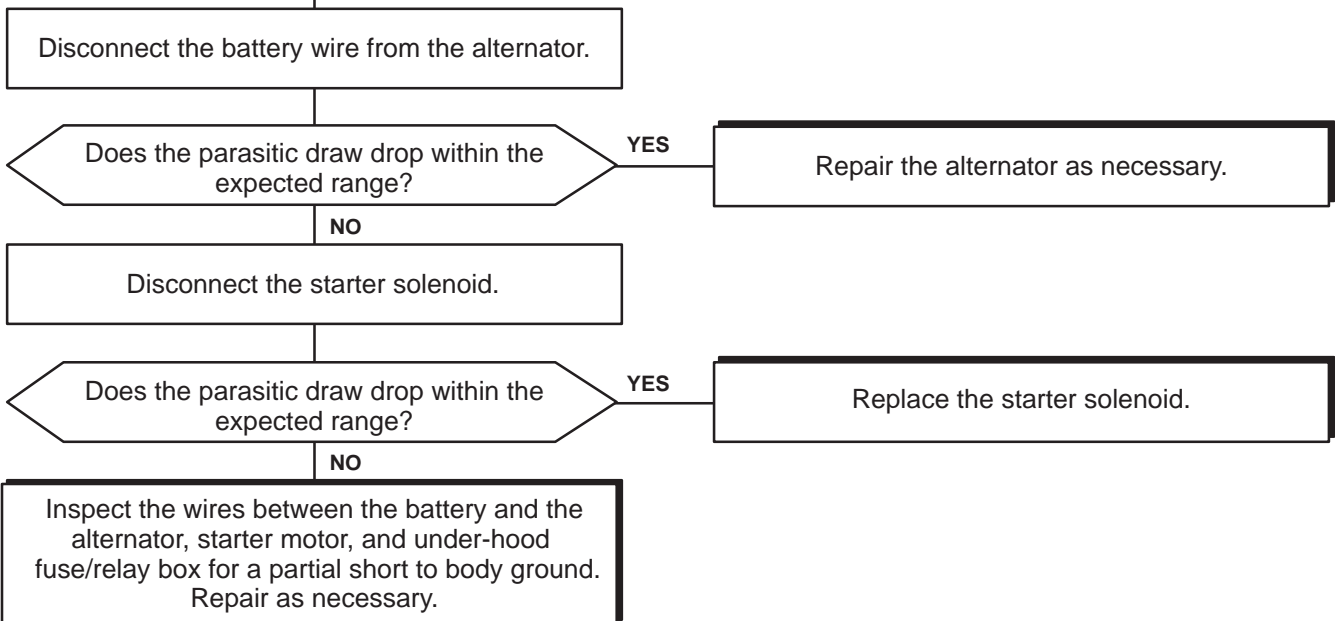 Disconnect the battery wire from the alternator.
Does the parasitic draw drop within the
expected range?
YES
Repair the alternator as necessary.
NO
Disconnect the starter solenoid.
Does the parasitic draw drop within the
expected range?
YES
Replace the starter solenoid.
NO
Inspect the wires between the battery and the
alternator, starter motor, and under-hood
fuse/relay box for a partial short to body ground.
Repair as necessary.